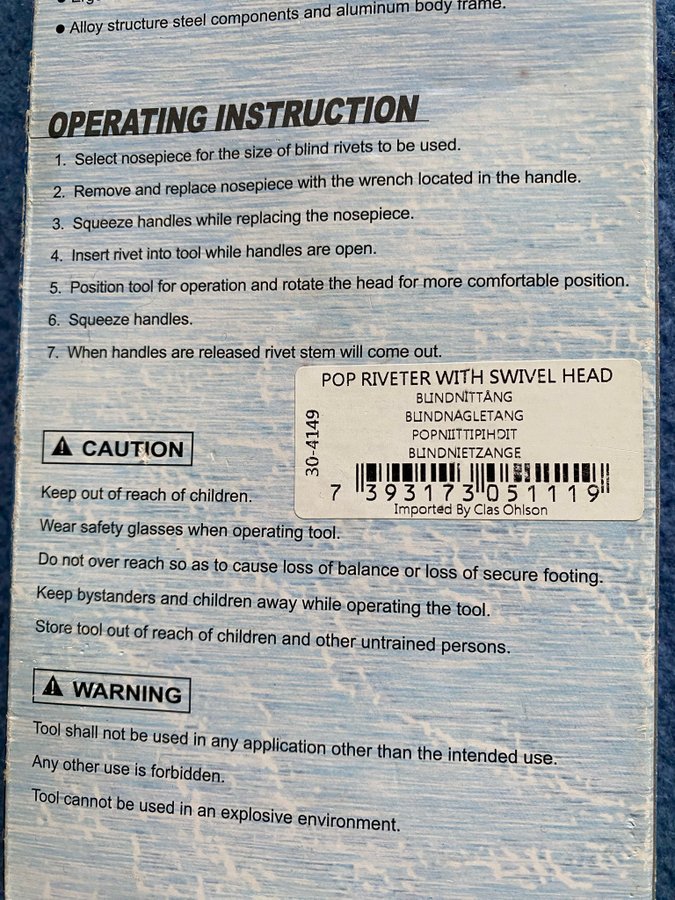 ● Alloy structure steel components and aluminum body frame.
OPERATING INSTRUCTION
1. Select nosepiece for the size of blind rivets to be used.
2. Remove and replace nosepiece with the wrench located in the handle.
3. Squeeze handles while replacing the nosepiece.
4. Insert rivet into tool while handles are open.
5. Position tool for operation and rotate the head for more comfortable position.
6. Squeeze handles.
7. When handles are released rivet stem will come out.
POP RIVETER WITH SWIVEL HEAD
BLINDNITTÅNG
BLINDNAGLETANG
POPNIITTIPIHDIT
BLINDNIETZANGE
30-4149
7 393173 051119
Imported By Clas Ohlson
⚠ CAUTION
Keep out of reach of children.
Wear safety glasses when operating tool.
Do not over reach so as to cause loss of balance or loss of secure footing.
Keep bystanders and children away while operating the tool.
Store tool out of reach of children and other untrained persons.
⚠ WARNING
Tool shall not be used in any application other than the intended use.
Any other use is forbidden.
Tool cannot be used in an explosive environment.